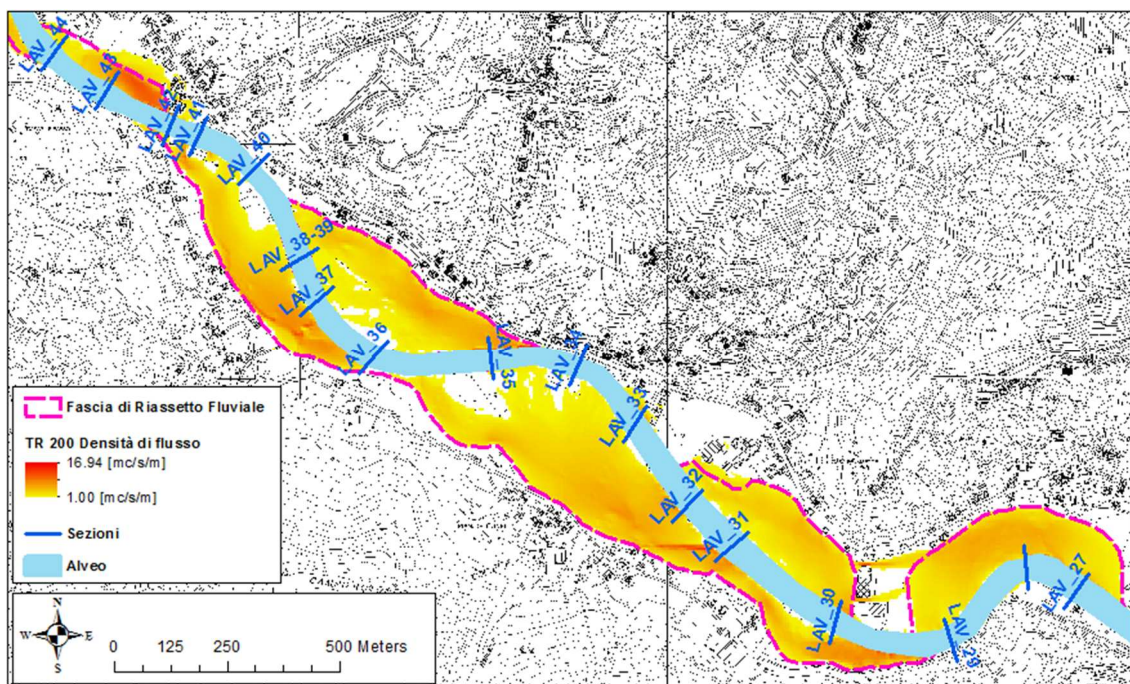 LAV_44
LAV_43
LAV_42
LAV_41
LAV_40
LAV_38-39
LAV_37
LAV_36
LAV_35
LAV_34
LAV_33
LAV_32
LAV_31
LAV_30
LAV_29
LAV_27
Fascia di Riassetto Fluviale
TR 200 Densità di flusso
16.94 [mc/s/m]
1.00 [mc/s/m]
Sezioni
Alveo
N
W E
S
0 125 250 500 Meters